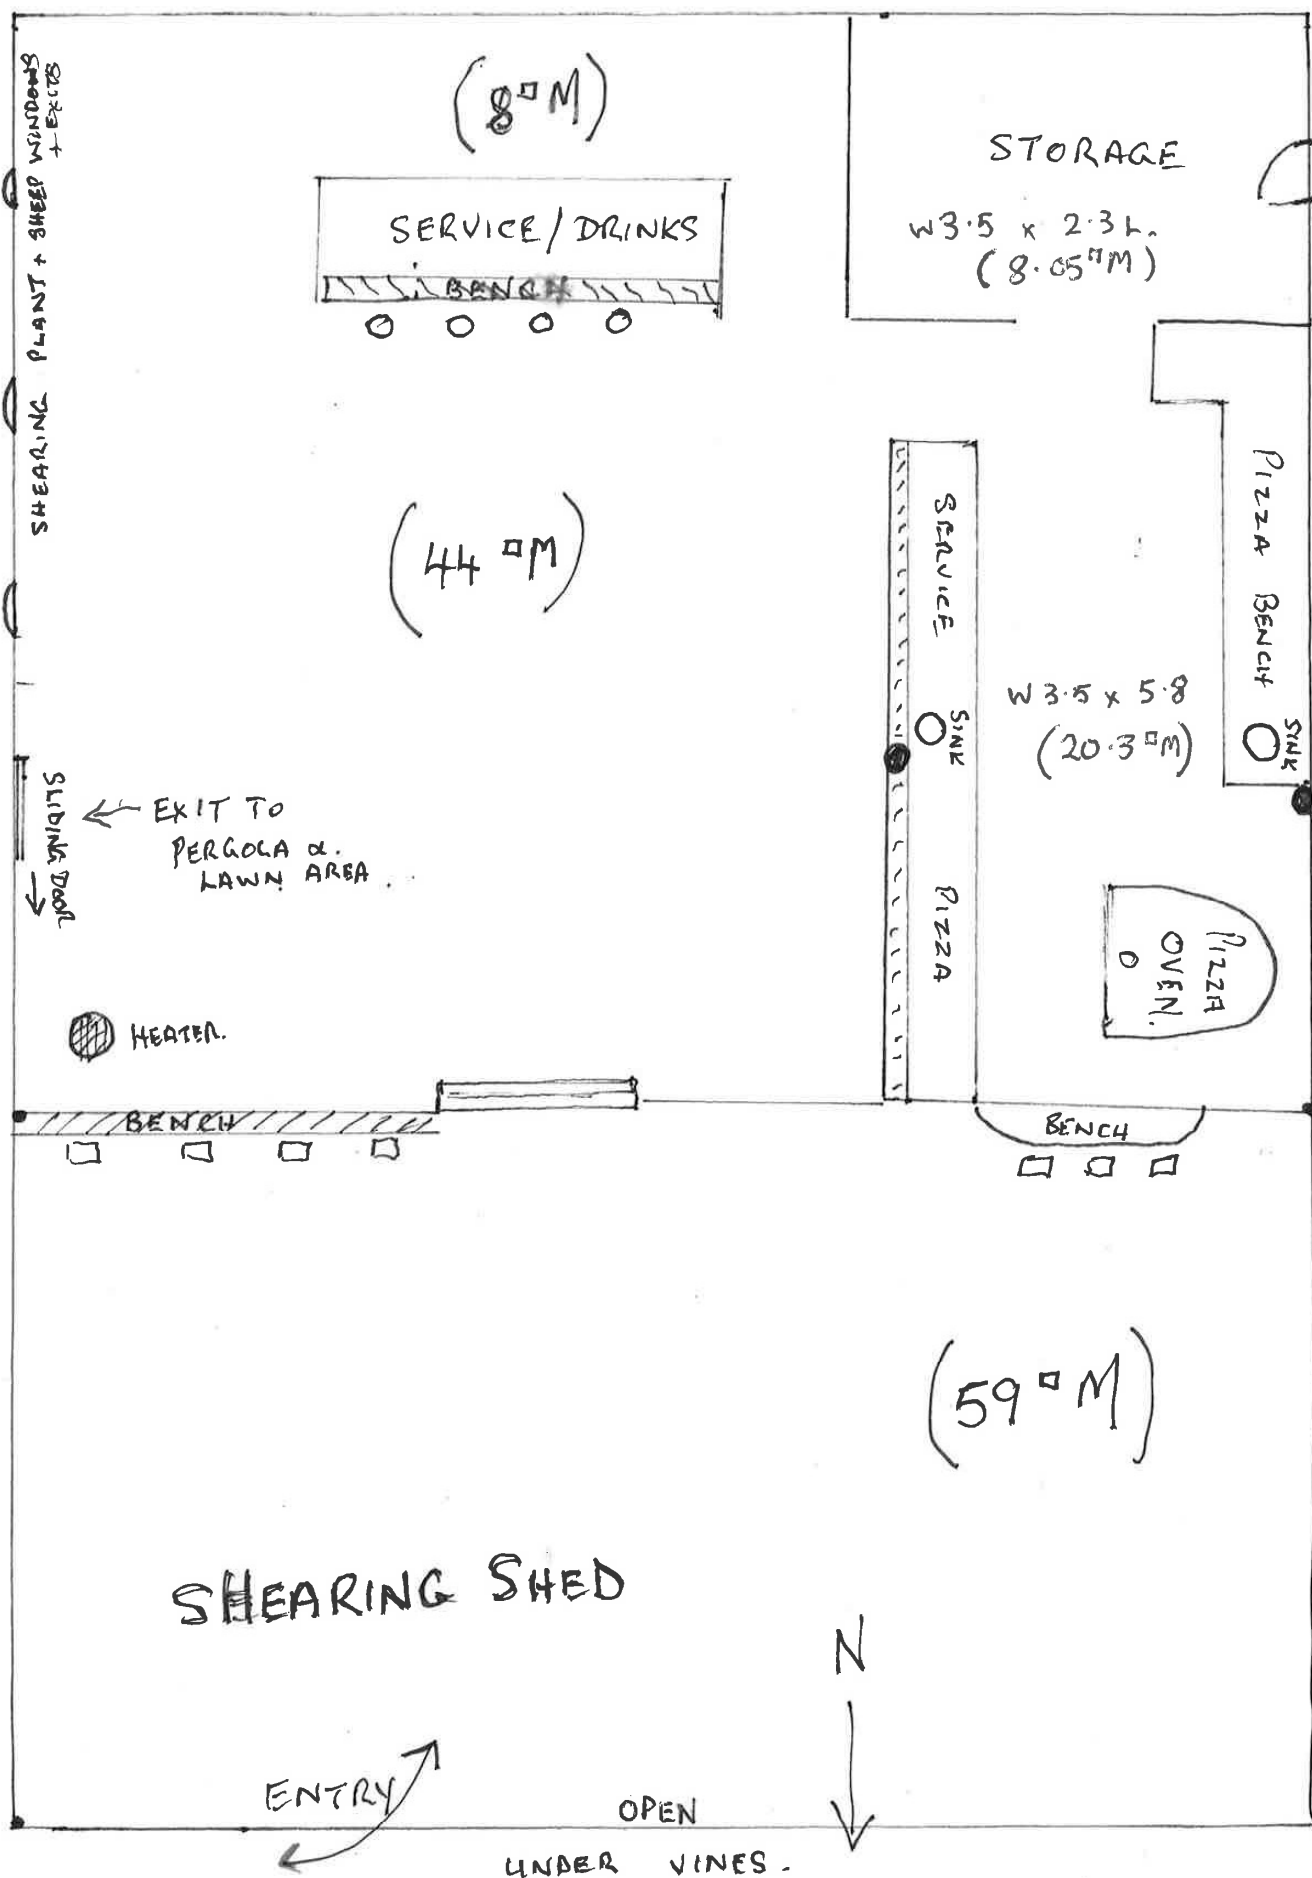 (8□M)
STORAGE
W3.5 x 2.3 L.
(8.05□M)
SERVICE/DRINKS
BENCH
SHEARING PLANT + SHEEP WINDOWS
+ EXITS
(44□M)
SERVICE
SINK
PIZZA
PIZZA BENCH
SINK
W3.5 x 5.8
(20.3□M)
SLIDING DOOR
EXIT TO
PERGOLA &
LAWN AREA.
PIZZA
OVEN.
HEATER.
BENCH
BENCH
(59□M)
SHEARING SHED
N
ENTRY
OPEN
UNDER VINES.